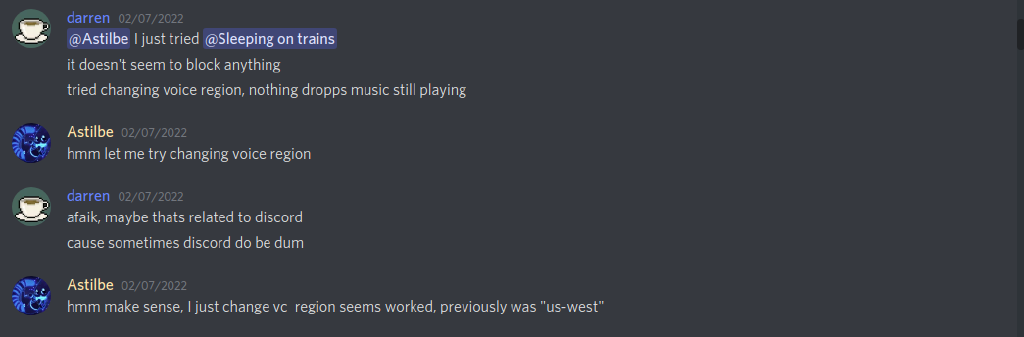 darren 02/07/2022
@Astilbe I just tried @Sleeping on trains
it doesn't seem to block anything
tried changing voice region, nothing dropps music still playing
Astilbe 02/07/2022
hmm let me try changing voice region
darren 02/07/2022
afaik, maybe thats related to discord
cause sometimes discord do be dum
Astilbe 02/07/2022
hmm make sense, I just change vc region seems worked, previously was "us-west"